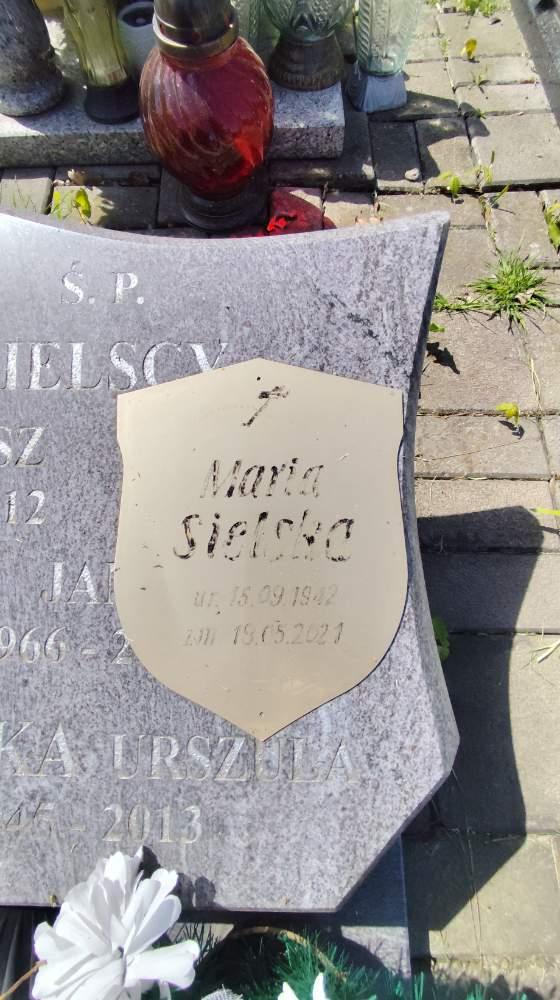 Ś. P.
IELSCY
SZ
12
Maria
Sielska
JAN
ur. 15.09.1942
966 - 2
zm 19.05.2021
KA URSZULA
45 - 2013